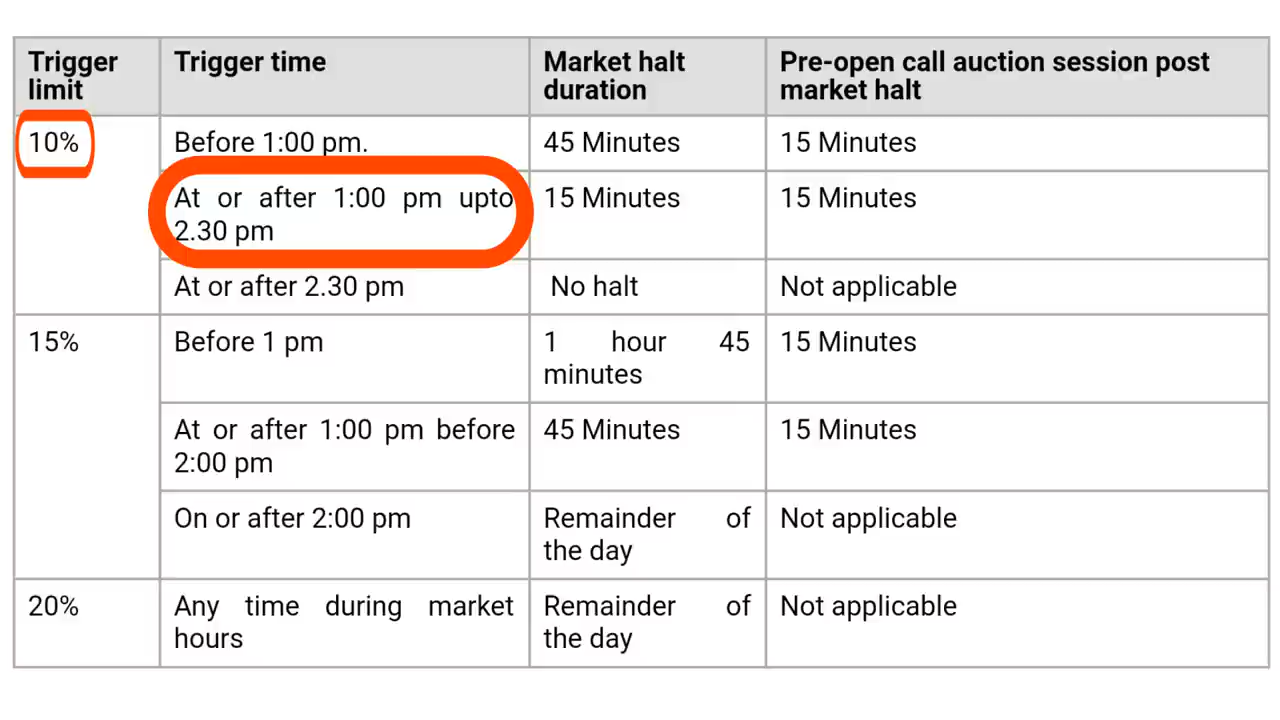 Trigger limit | Trigger time | Market halt duration | Pre-open call auction session post market halt
10% | Before 1:00 pm. | 45 Minutes | 15 Minutes
At or after 1:00 pm upto 2.30 pm | 15 Minutes | 15 Minutes
At or after 2.30 pm | No halt | Not applicable
15% | Before 1 pm | 1 hour 45 minutes | 15 Minutes
At or after 1:00 pm before 2:00 pm | 45 Minutes | 15 Minutes
On or after 2:00 pm | Remainder of the day | Not applicable
20% | Any time during market hours | Remainder of the day | Not applicable